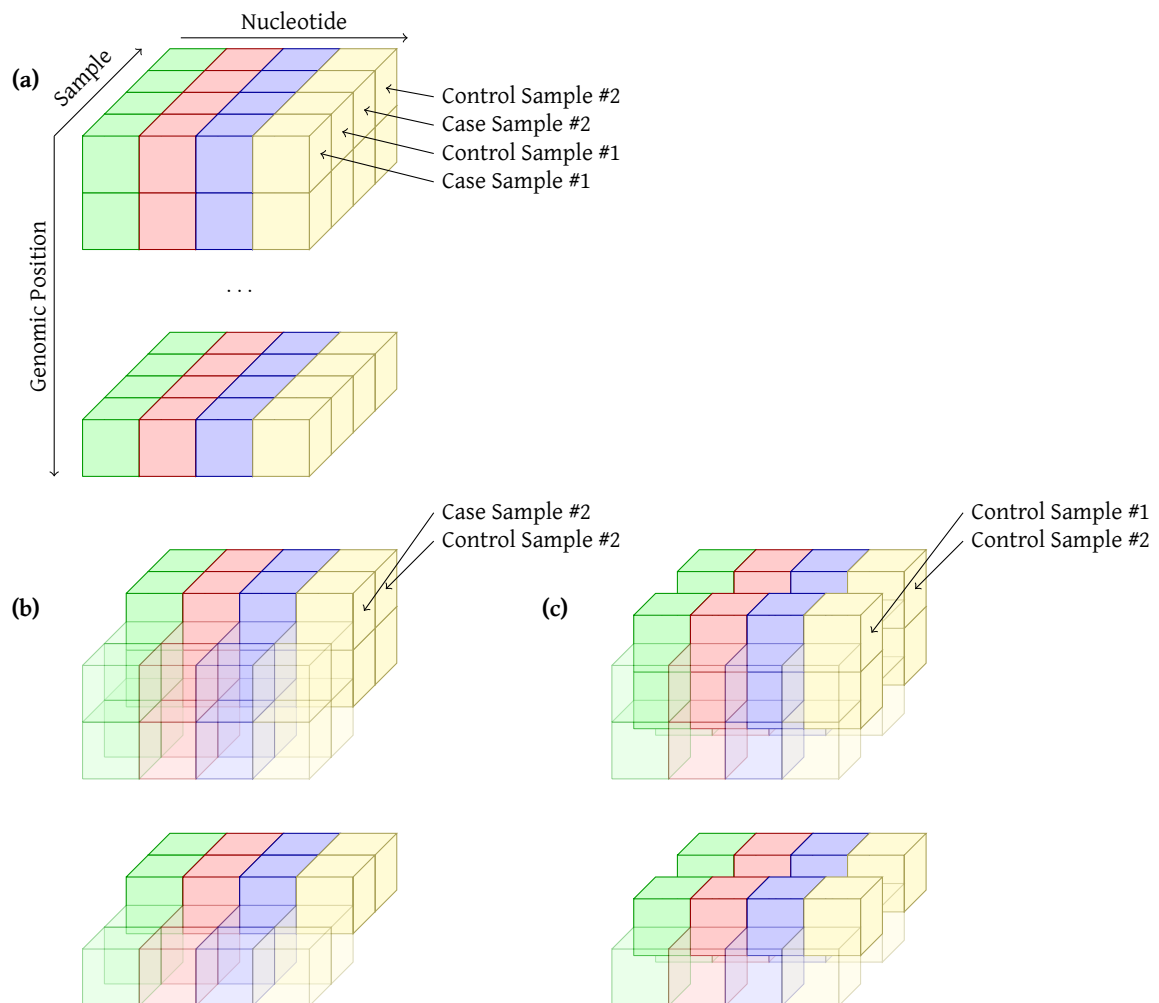 Nucleotide
Sample
(a)
Control Sample #2
Case Sample #2
Control Sample #1
Case Sample #1
Genomic Position
. . .
Case Sample #2
Control Sample #2
(b)
Control Sample #1
Control Sample #2
(c)